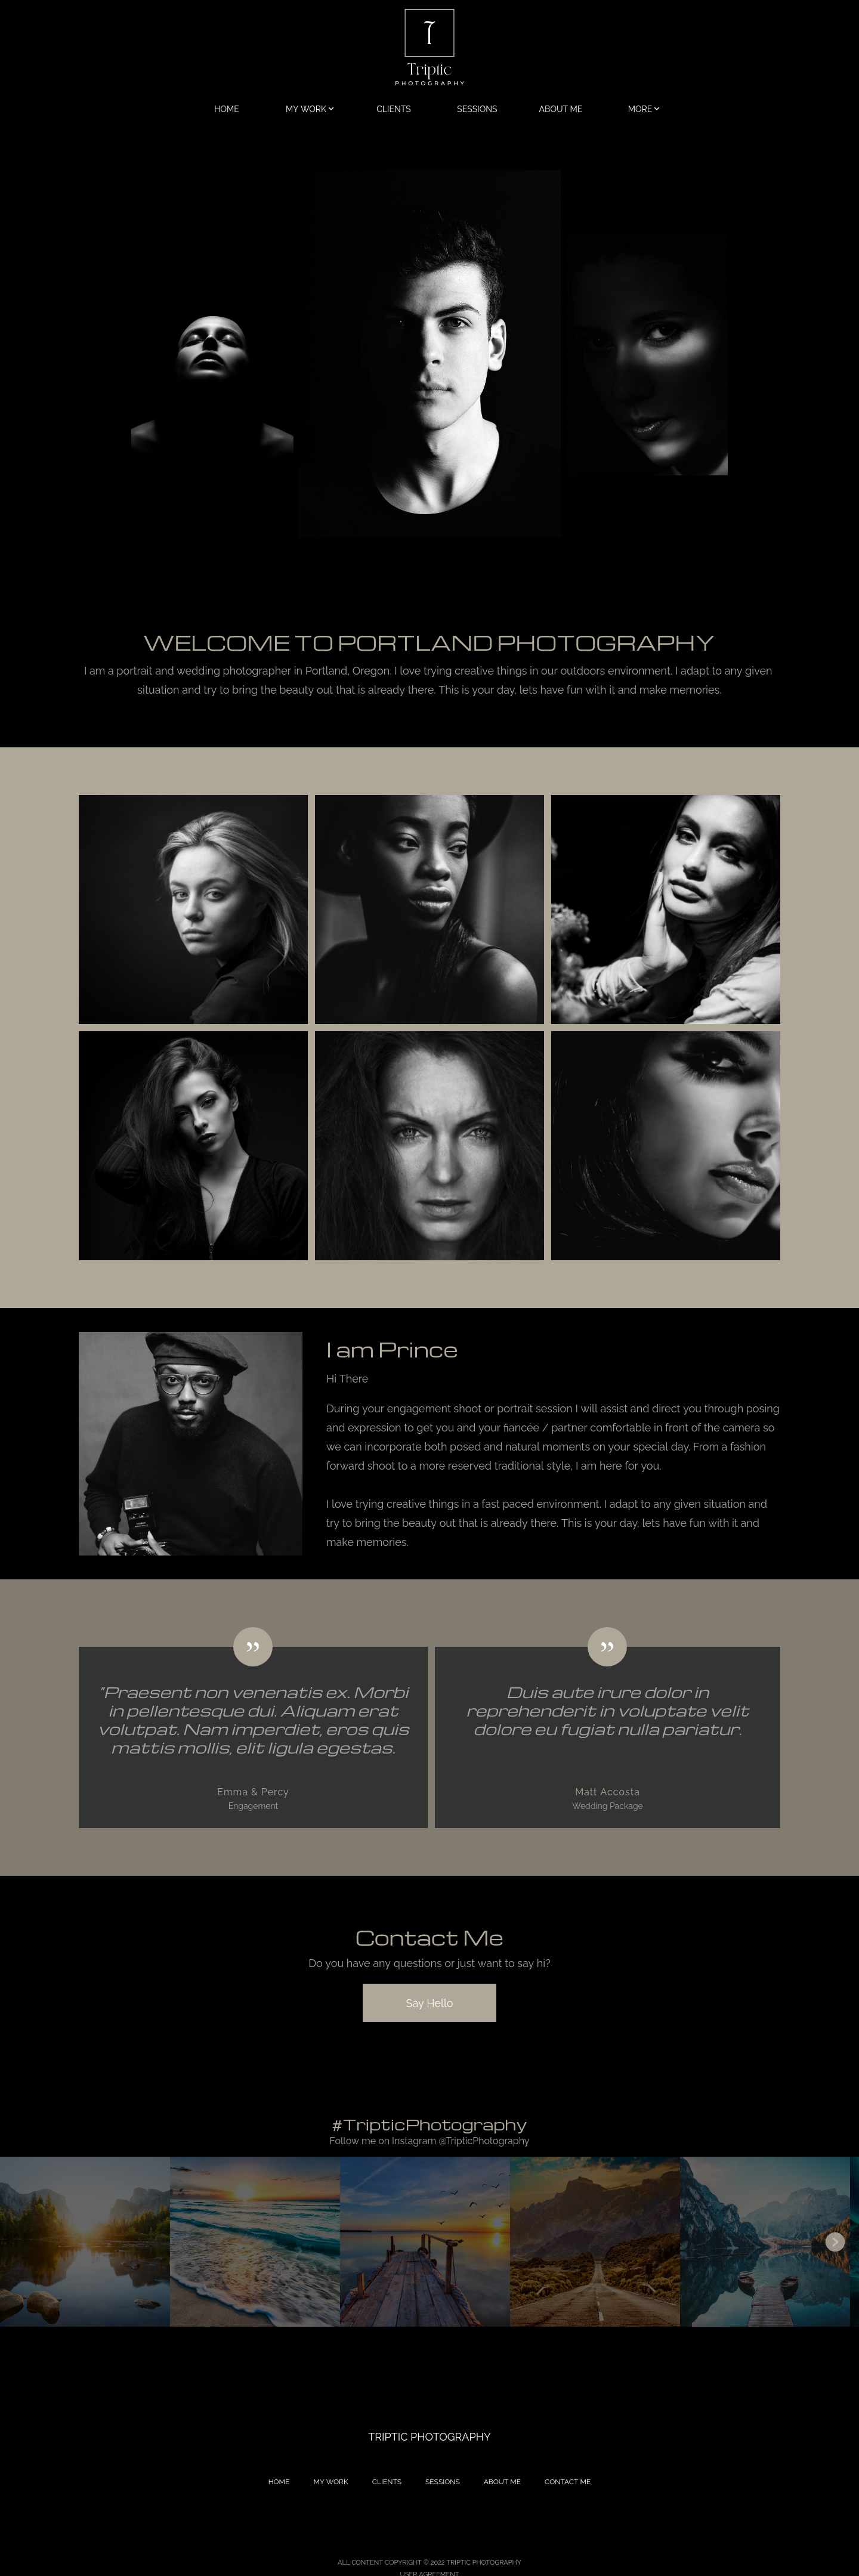 T
Triptic
PHOTOGRAPHY
HOME MY WORK CLIENTS SESSIONS ABOUT ME MORE
WELCOME TO PORTLAND PHOTOGRAPHY
I am a portrait and wedding photographer in Portland, Oregon. I love trying creative things in our outdoors environment. I adapt to any given
situation and try to bring the beauty out that is already there. This is your day, lets have fun with it and make memories.
I am Prince
Hi There
During your engagement shoot or portrait session I will assist and direct you through posing
and expression to get you and your fiancée / partner comfortable in front of the camera so
we can incorporate both posed and natural moments on your special day. From a fashion
forward shoot to a more reserved traditional style, I am here for you.
I love trying creative things in a fast paced environment. I adapt to any given situation and
try to bring the beauty out that is already there. This is your day, lets have fun with it and
make memories.
”
"Praesent non venenatis ex. Morbi
in pellentesque dui. Aliquam erat
volutpat. Nam imperdiet, eros quis
mattis mollis, elit ligula egestas.
Emma & Percy
Engagement
”
Duis aute irure dolor in
reprehenderit in voluptate velit
dolore eu fugiat nulla pariatur.
Matt Accosta
Wedding Package
Contact Me
Do you have any questions or just want to say hi?
Say Hello
#TripticPhotography
Follow me on Instagram @TripticPhotography
TRIPTIC PHOTOGRAPHY
HOME MY WORK CLIENTS SESSIONS ABOUT ME CONTACT ME
ALL CONTENT COPYRIGHT © 2022 TRIPTIC PHOTOGRAPHY
USER AGREEMENT